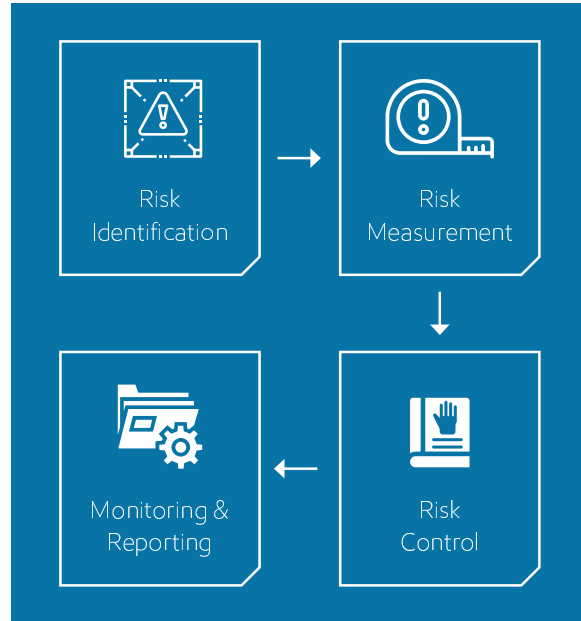 Risk
Identification
Risk
Measurement
Risk
Control
Monitoring &
Reporting